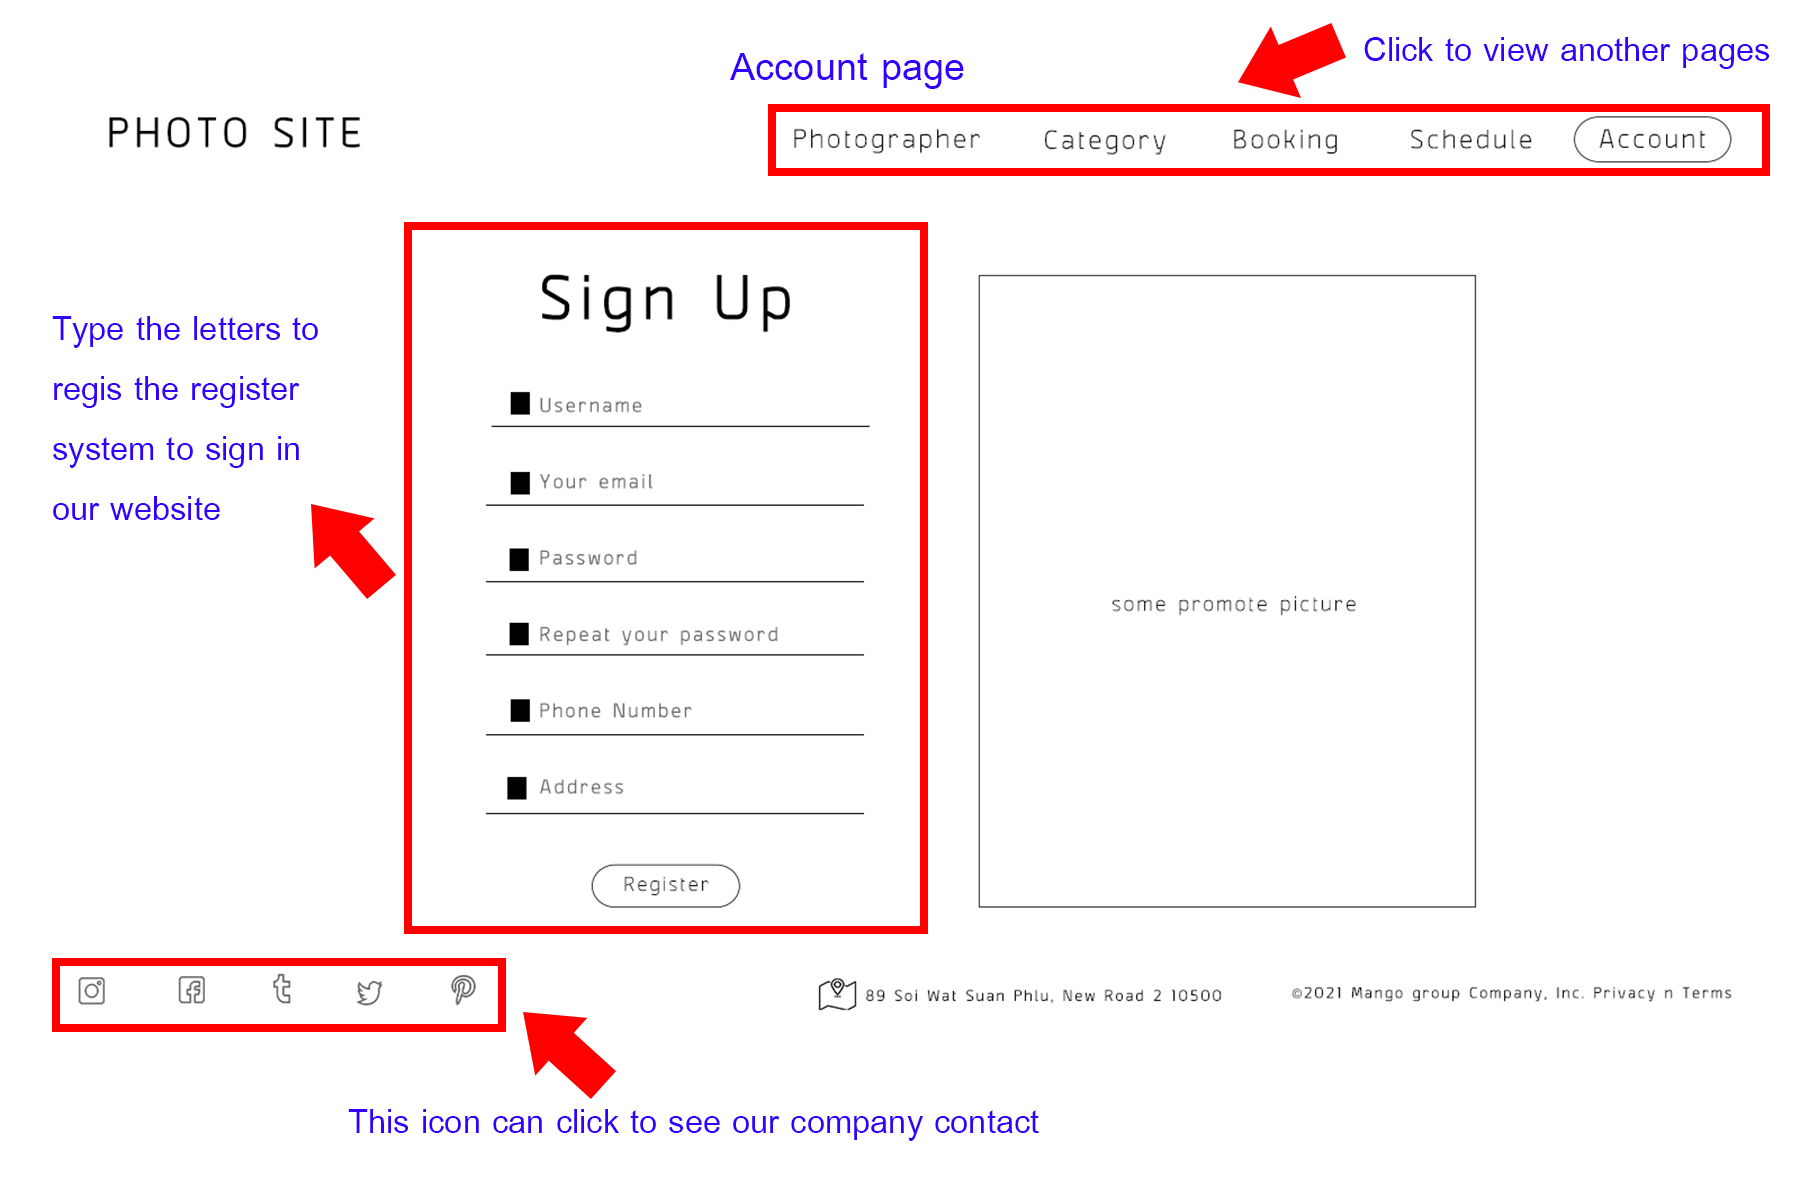 Account page
Click to view another pages
PHOTO SITE
Photographer Category Booking Schedule Account
Sign Up
Type the letters to
regis the register
system to sign in
our website
Username
Your email
Password
Repeat your password
Phone Number
Address
Register
some promote picture
89 Soi Wat Suan Phlu, New Road 2 10500
©2021 Mango group Company, Inc. Privacy n Terms
This icon can click to see our company contact